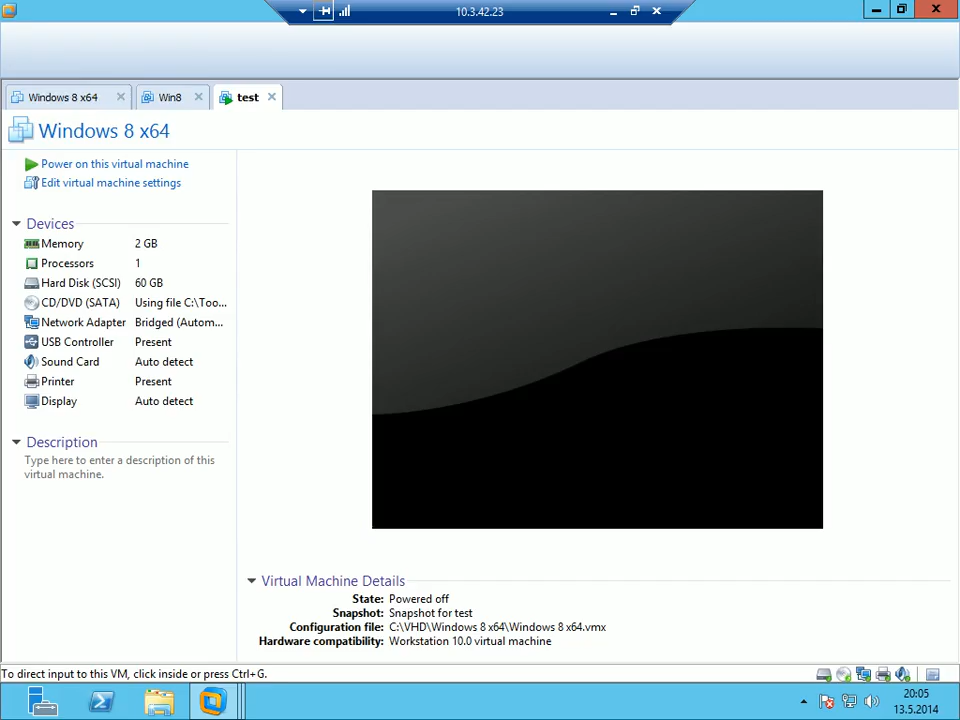 10.3.42.23
Windows 8 x64
Win8
test
Windows 8 x64
Power on this virtual machine
Edit virtual machine settings
Devices
Memory 2 GB
Processors 1
Hard Disk (SCSI) 60 GB
CD/DVD (SATA) Using file C:\Too...
Network Adapter Bridged (Autom...
USB Controller Present
Sound Card Auto detect
Printer Present
Display Auto detect
Description
Type here to enter a description of this
virtual machine.
Virtual Machine Details
State: Powered off
Snapshot: Snapshot for test
Configuration file: C:\VHD\Windows 8 x64\Windows 8 x64.vmx
Hardware compatibility: Workstation 10.0 virtual machine
To direct input to this VM, click inside or press Ctrl+G.
20:05
13.5.2014